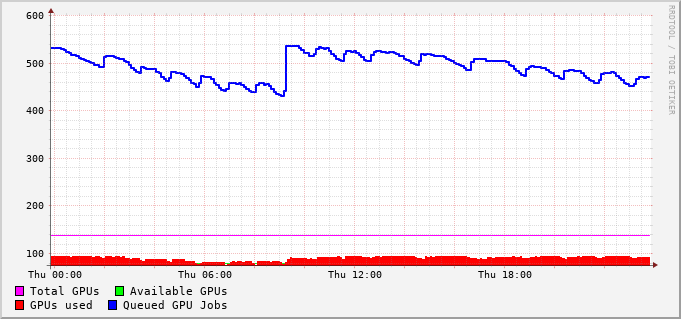 600
500
400
300
200
100
Thu 00:00 Thu 06:00 Thu 12:00 Thu 18:00
Total GPUs Available GPUs
GPUs used Queued GPU Jobs
RRDTOOL / TOBI OETIKER